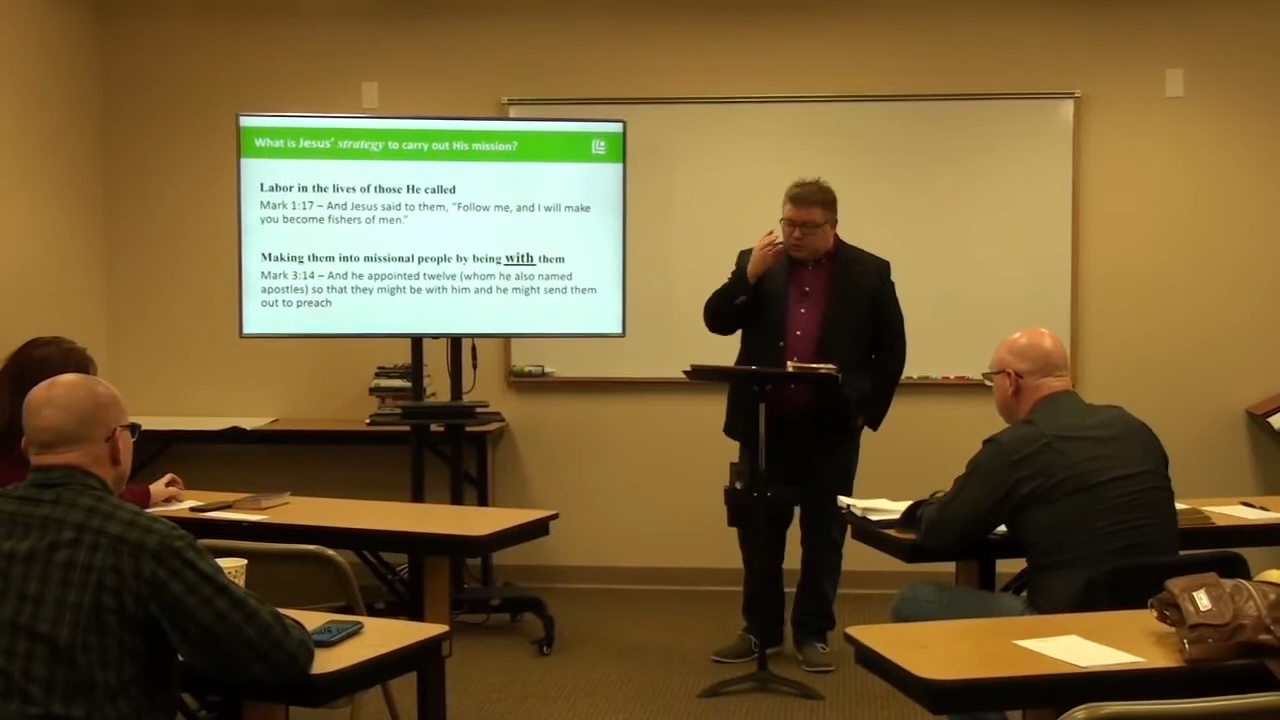 What is Jesus' strategy to carry out His mission?
Labor in the lives of those He called
Mark 1:17 – And Jesus said to them, "Follow me, and I will make
you become fishers of men."
Making them into missional people by being with them
Mark 3:14 – And he appointed twelve (whom he also named
apostles) so that they might be with him and he might send them
out to preach